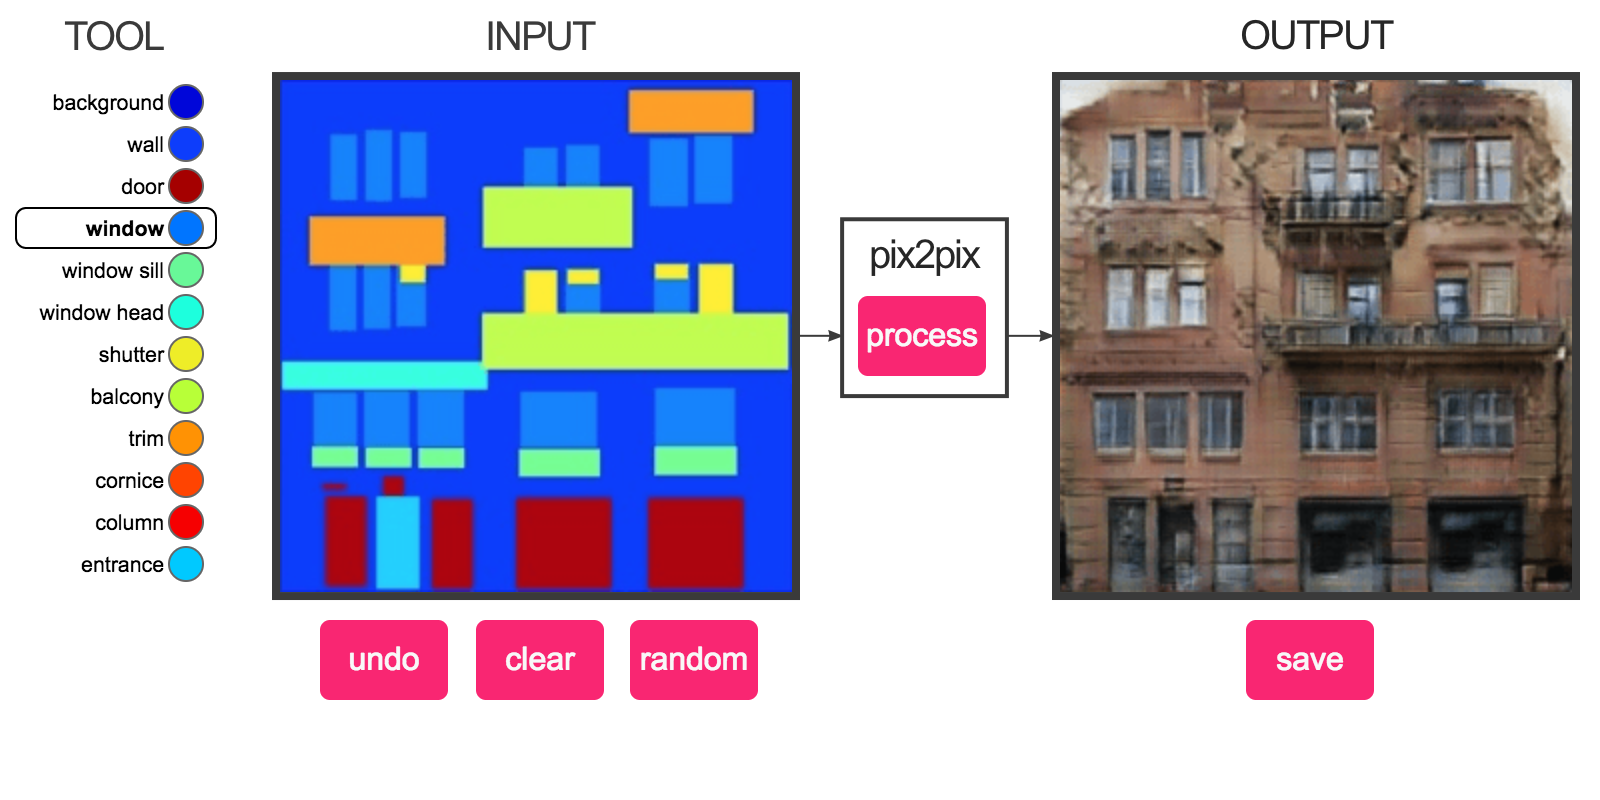 TOOL
INPUT
OUTPUT
background
wall
door
window
window sill
window head
shutter
balcony
trim
cornice
column
entrance
pix2pix
process
undo
clear
random
save